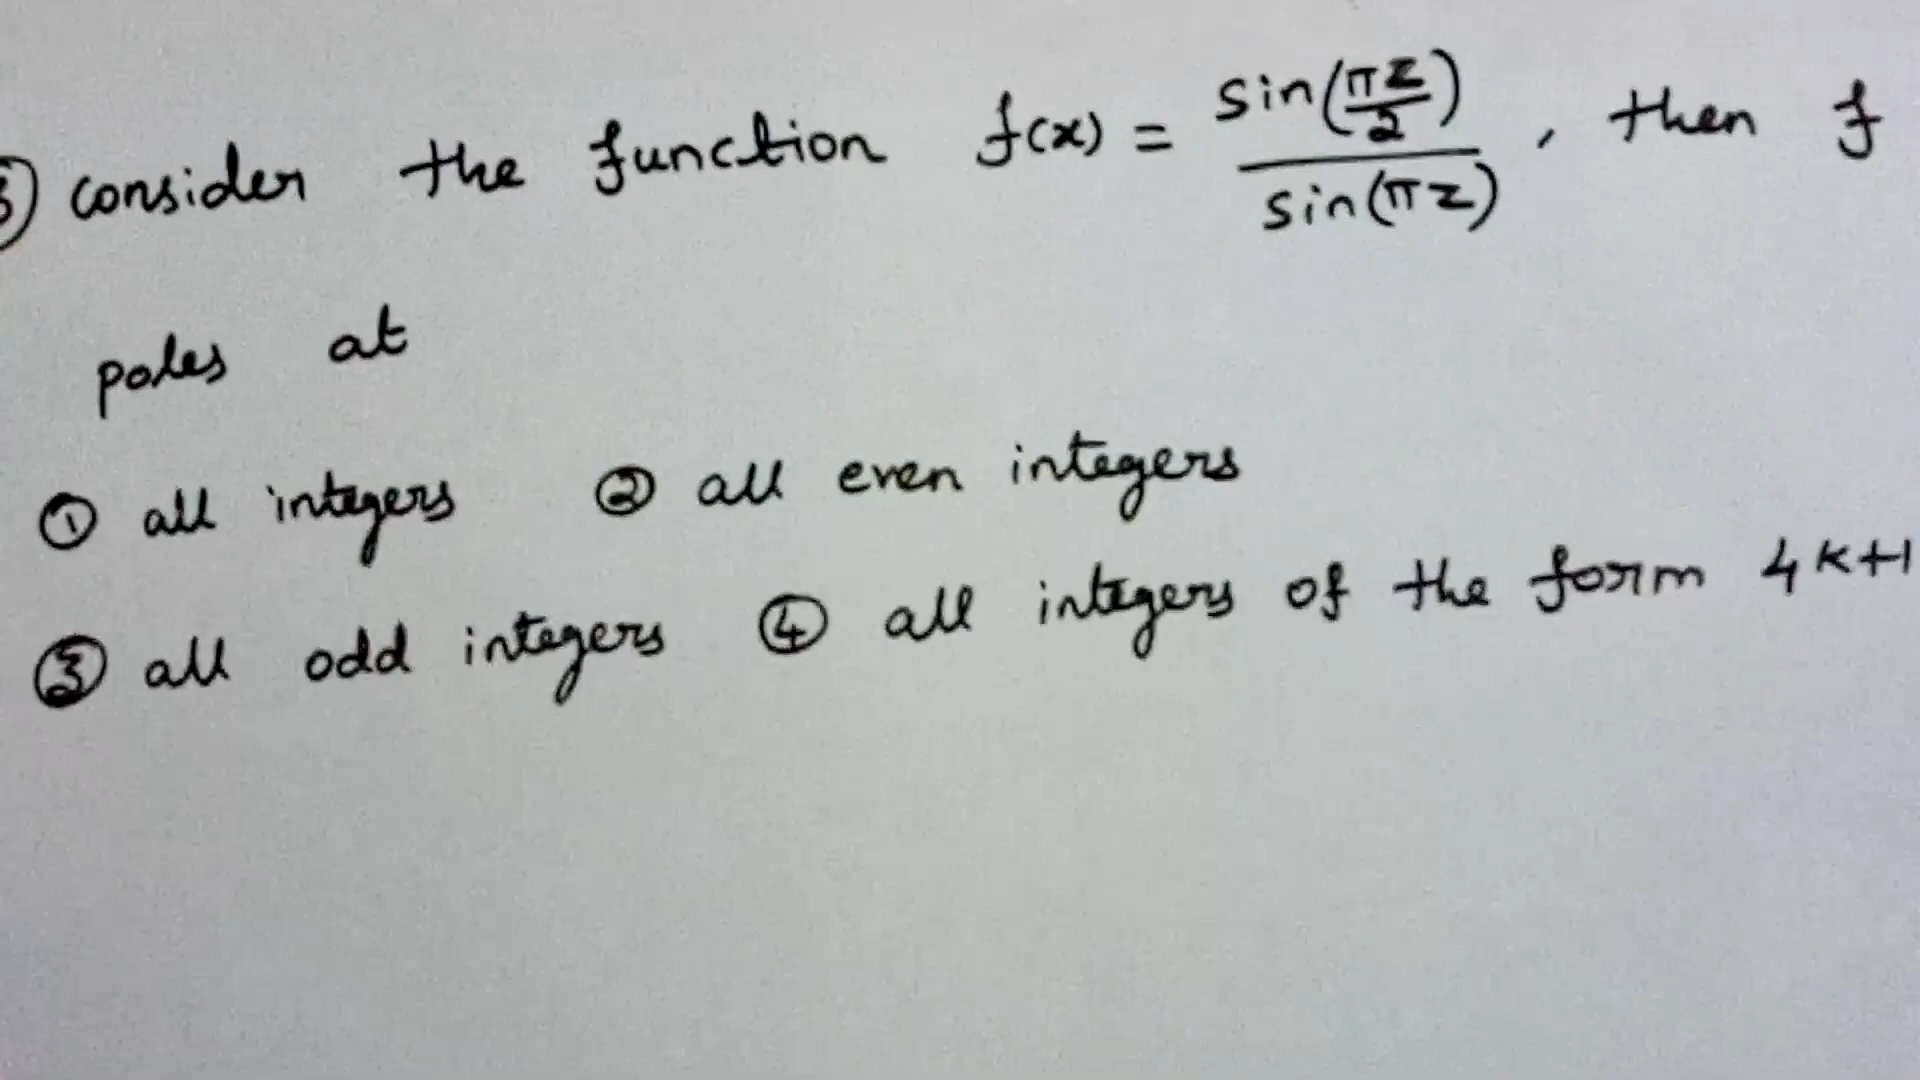 5) consider the function f(x) = sin(πz/2)/sin(πz), then f
poles at
① all integers ② all even integers
③ all odd integers ④ all integers of the form 4k+1